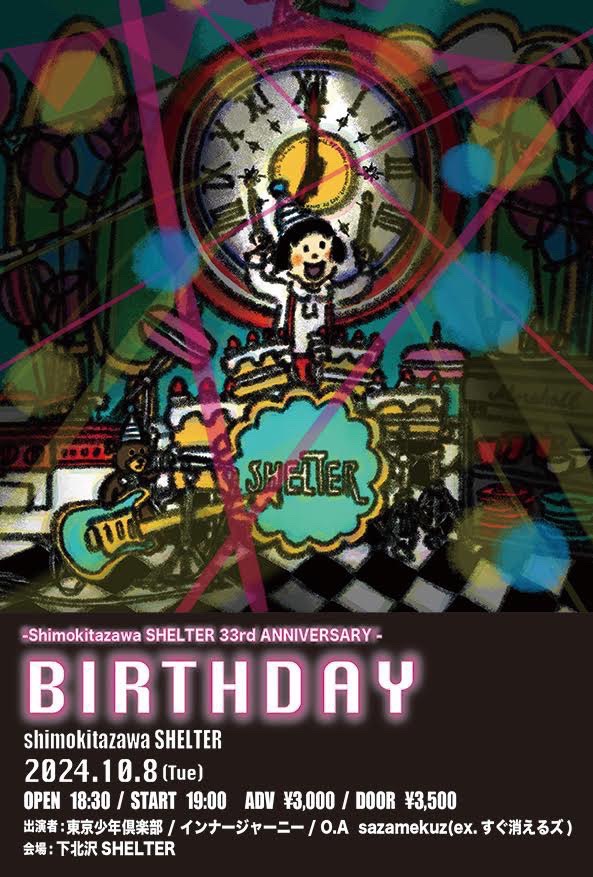 Marshall
SHELTER
-Shimokitazawa SHELTER 33rd ANNIVERSARY -
BIRTHDAY
shimokitazawa SHELTER
2024.10.8 (Tue)
OPEN 18:30 / START 19:00 ADV ¥3,000 / DOOR ¥3,500
出演者：東京少年倶楽部 / インナージャーニー / O.A sazamekuz(ex. すぐ消えるズ )
会場：下北沢 SHELTER